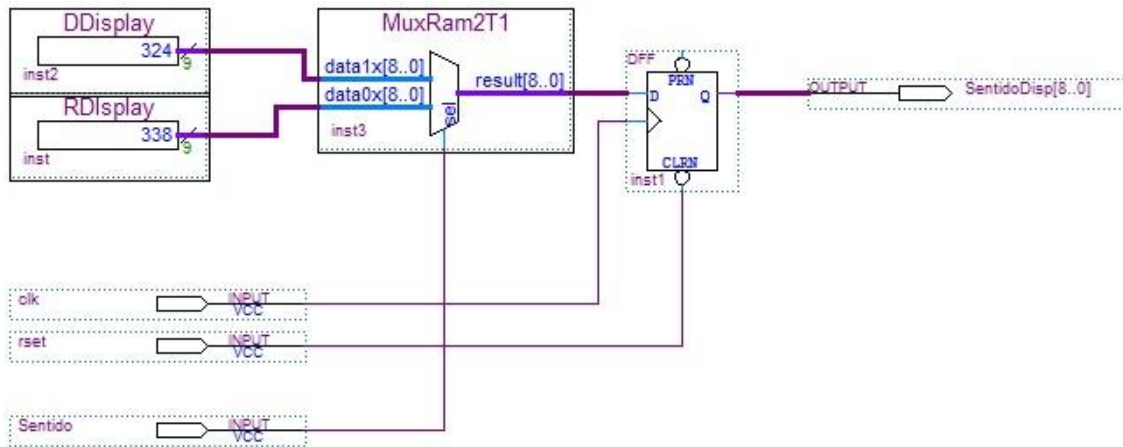 DDisplay
324
9
inst2
RDIsplay
338
9
inst
MuxRam2T1
data1x[8..0]
data0x[8..0]
result[8..0]
sel
inst3
DFF
PRN
D
Q
CLRN
inst1
OUTPUT
SentidoDisp[8..0]
clk
INPUT
VCC
rset
INPUT
VCC
Sentido
INPUT
VCC